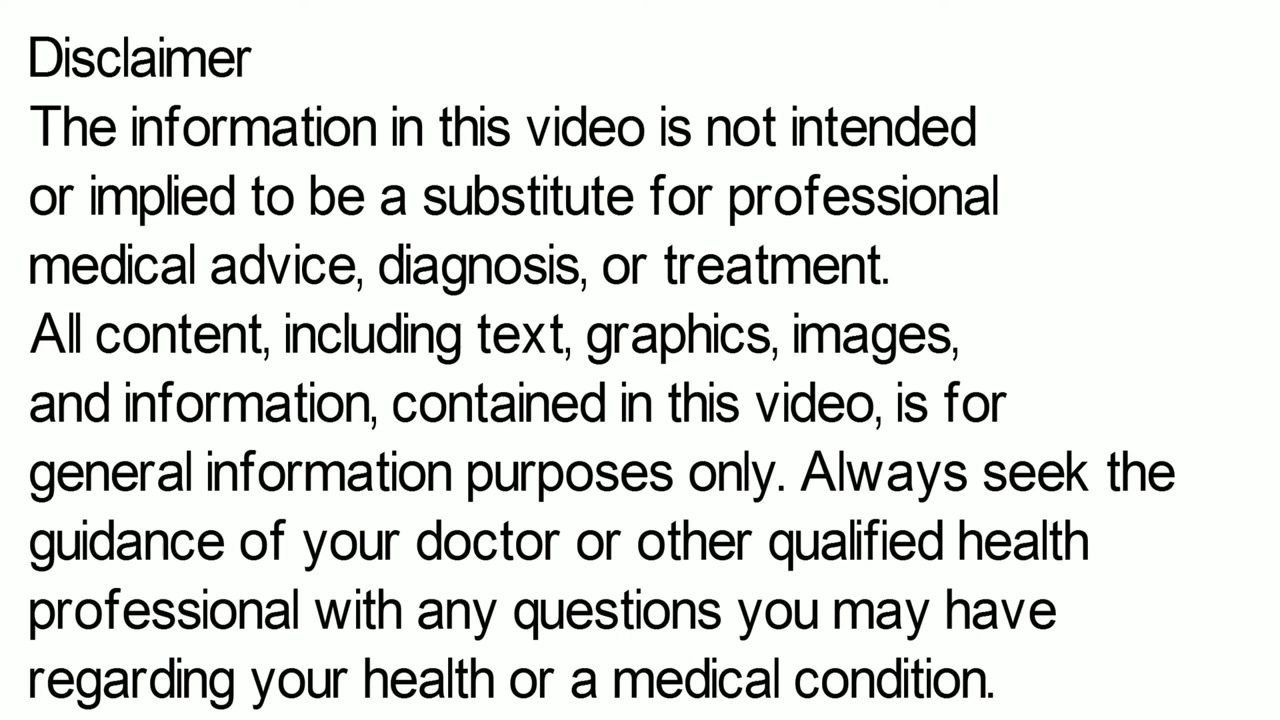 Disclaimer
The information in this video is not intended
or implied to be a substitute for professional
medical advice, diagnosis, or treatment.
All content, including text, graphics, images,
and information, contained in this video, is for
general information purposes only. Always seek the
guidance of your doctor or other qualified health
professional with any questions you may have
regarding your health or a medical condition.